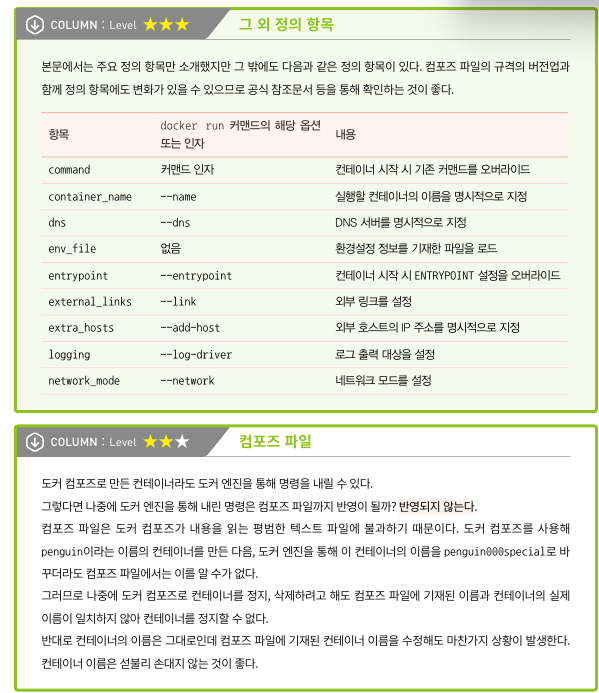 COLUMN : Level ★★★ 그 외 정의 항목
본문에서는 주요 정의 항목만 소개했지만 그 밖에도 다음과 같은 정의 항목이 있다. 컴포즈 파일의 규격의 버전업과
함께 정의 항목에도 변화가 있을 수 있으므로 공식 참조문서 등을 통해 확인하는 것이 좋다.
항목 docker run 커맨드의 해당 옵션 또는 인자 내용
command 커맨드 인자 컨테이너 시작 시 기존 커맨드를 오버라이드
container_name --name 실행할 컨테이너의 이름을 명시적으로 지정
dns --dns DNS 서버를 명시적으로 지정
env_file 없음 환경설정 정보를 기재한 파일을 로드
entrypoint --entrypoint 컨테이너 시작 시 ENTRYPOINT 설정을 오버라이드
external_links --link 외부 링크를 설정
extra_hosts --add-host 외부 호스트의 IP 주소를 명시적으로 지정
logging --log-driver 로그 출력 대상을 설정
network_mode --network 네트워크 모드를 설정
COLUMN : Level ★★★ 컴포즈 파일
도커 컴포즈로 만든 컨테이너라도 도커 엔진을 통해 명령을 내릴 수 있다.
그렇다면 나중에 도커 엔진을 통해 내린 명령은 컴포즈 파일까지 반영이 될까? 반영되지 않는다.
컴포즈 파일은 도커 컴포즈가 내용을 읽는 평범한 텍스트 파일에 불과하기 때문이다. 도커 컴포즈를 사용해
penguin이라는 이름의 컨테이너를 만든 다음, 도커 엔진을 통해 이 컨테이너의 이름을 penguin000special로 바
꾸더라도 컴포즈 파일에서는 이를 알 수가 없다.
그러므로 나중에 도커 컴포즈로 컨테이너를 정지, 삭제하려고 해도 컴포즈 파일에 기재된 이름과 컨테이너의 실제
이름이 일치하지 않아 컨테이너를 정지할 수 없다.
반대로 컨테이너의 이름은 그대로인데 컴포즈 파일에 기재된 컨테이너 이름을 수정해도 마찬가지 상황이 발생한다.
컨테이너 이름은 섣불리 손대지 않는 것이 좋다.